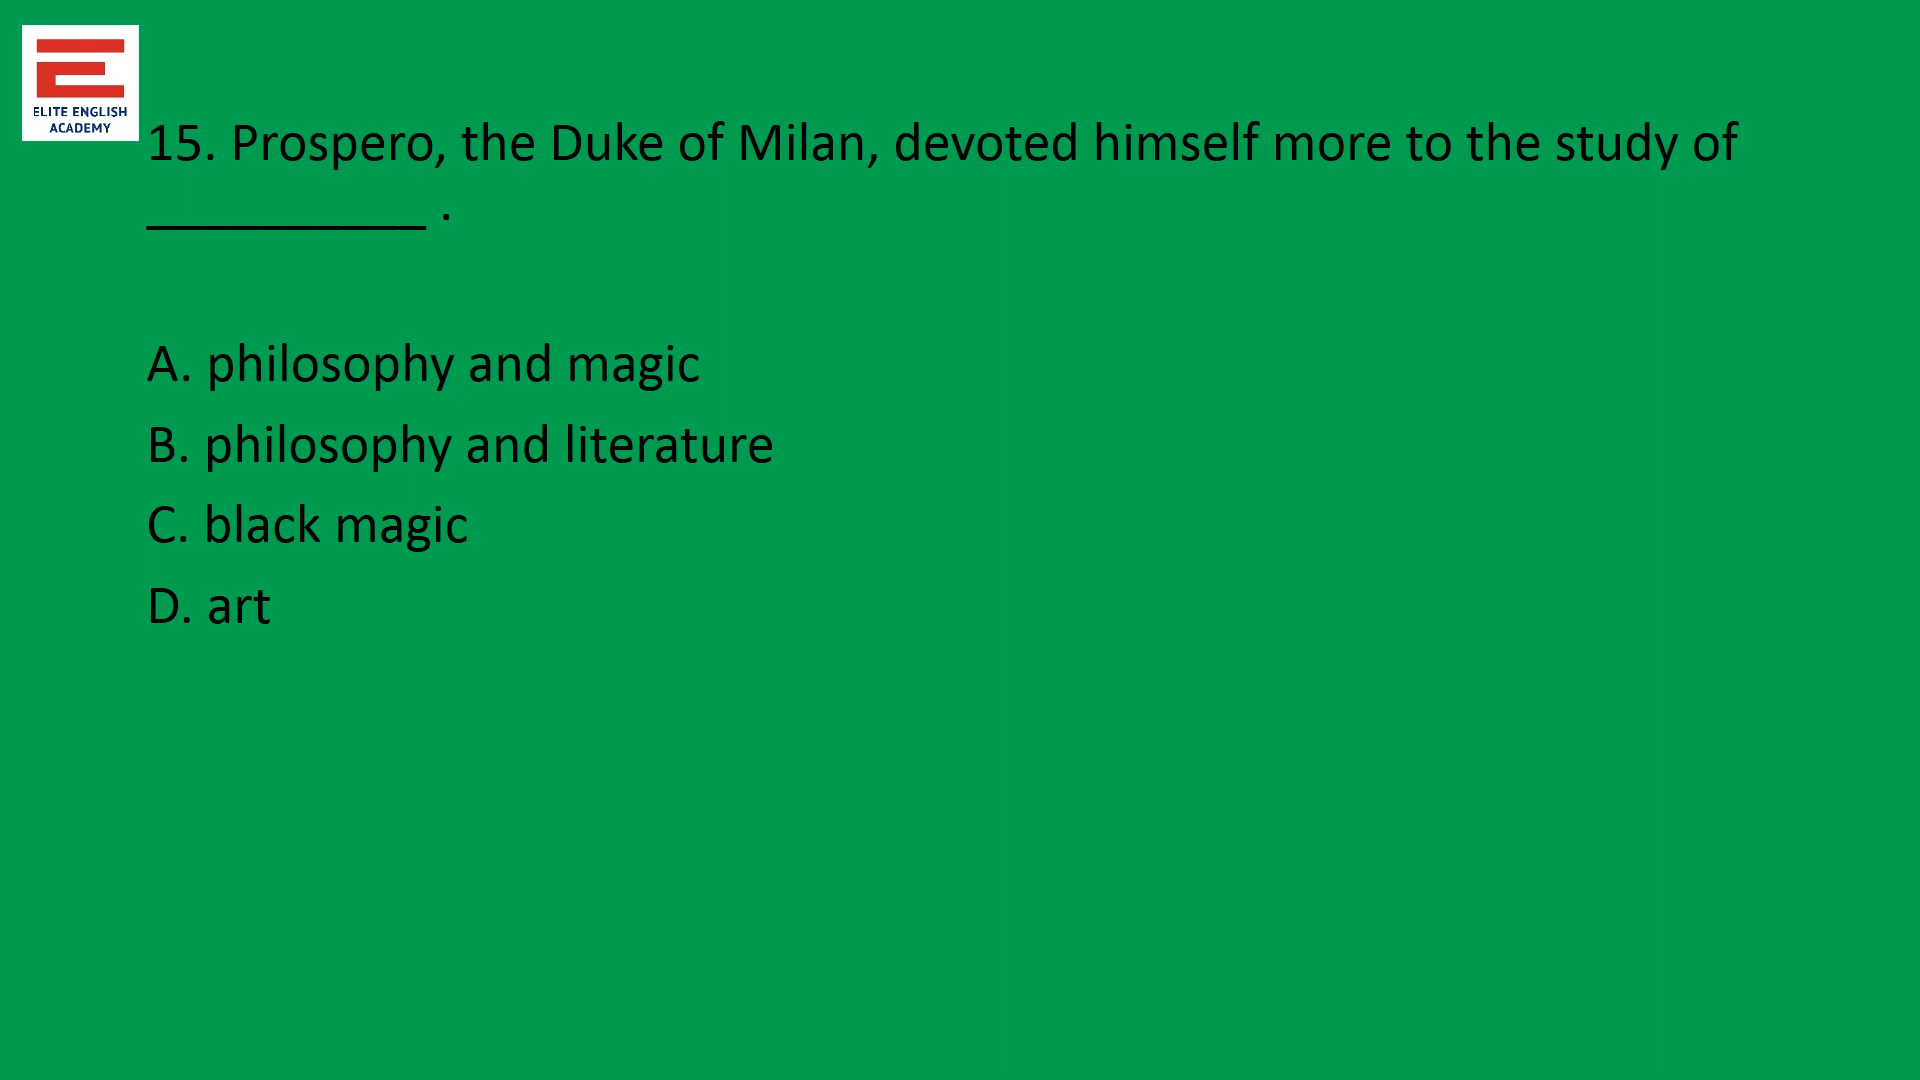 ELITE ENGLISH
ACADEMY
15. Prospero, the Duke of Milan, devoted himself more to the study of
___________ .
A. philosophy and magic
B. philosophy and literature
C. black magic
D. art